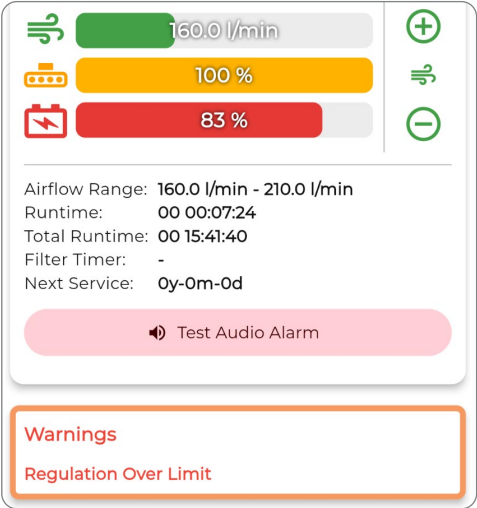 160.0 l/min
100 %
83 %
Airflow Range: 160.0 l/min - 210.0 l/min
Runtime: 00 00:07:24
Total Runtime: 00 15:41:40
Filter Timer: -
Next Service: 0y-0m-0d
Test Audio Alarm
Warnings
Regulation Over Limit